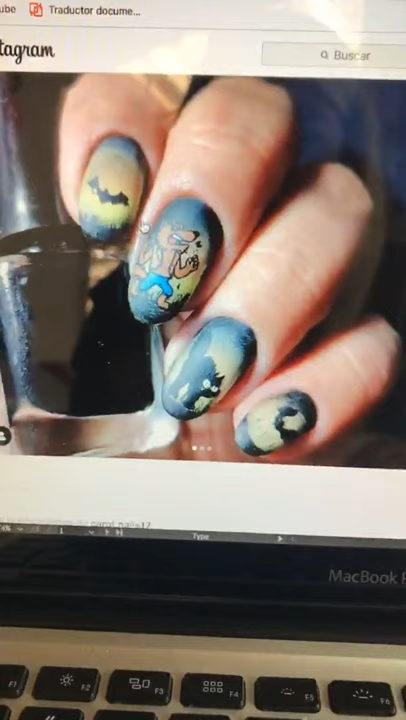 ube Traductor docume...
tagram
Buscar
Type
MacBook P
F1 F2 F3 F4 F5 F6